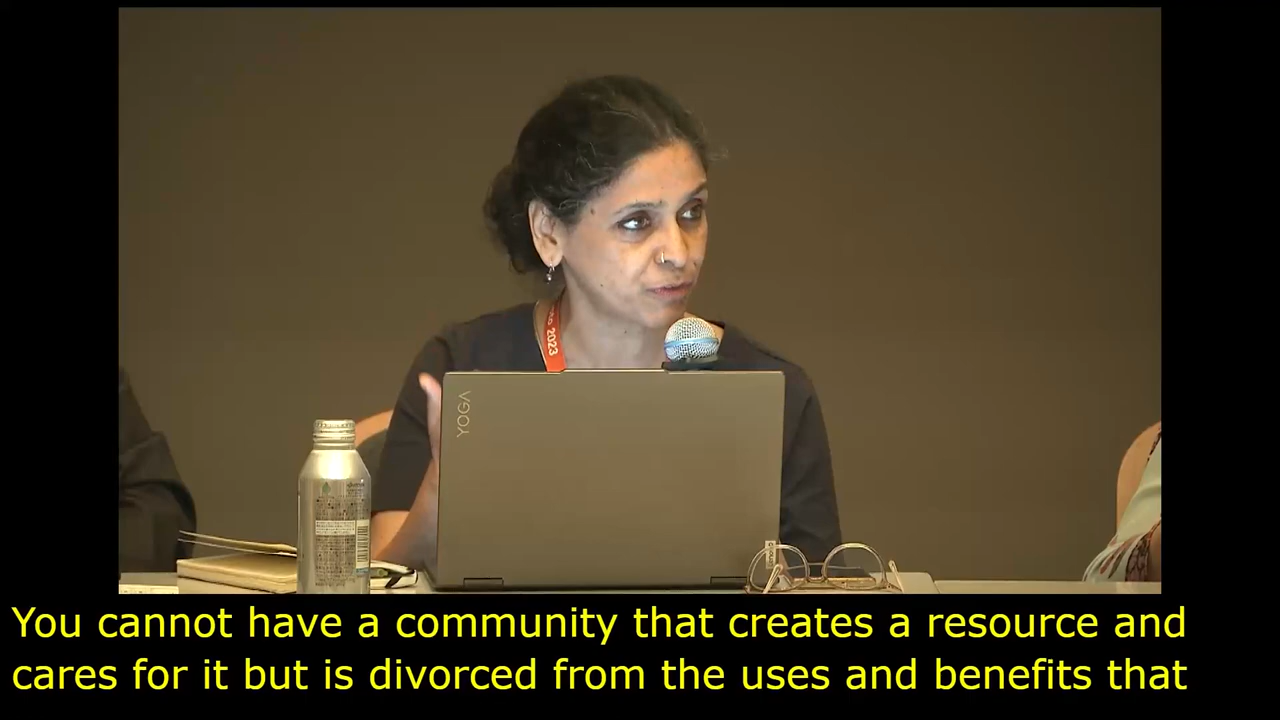 2023
YOGA
You cannot have a community that creates a resource and
cares for it but is divorced from the uses and benefits that